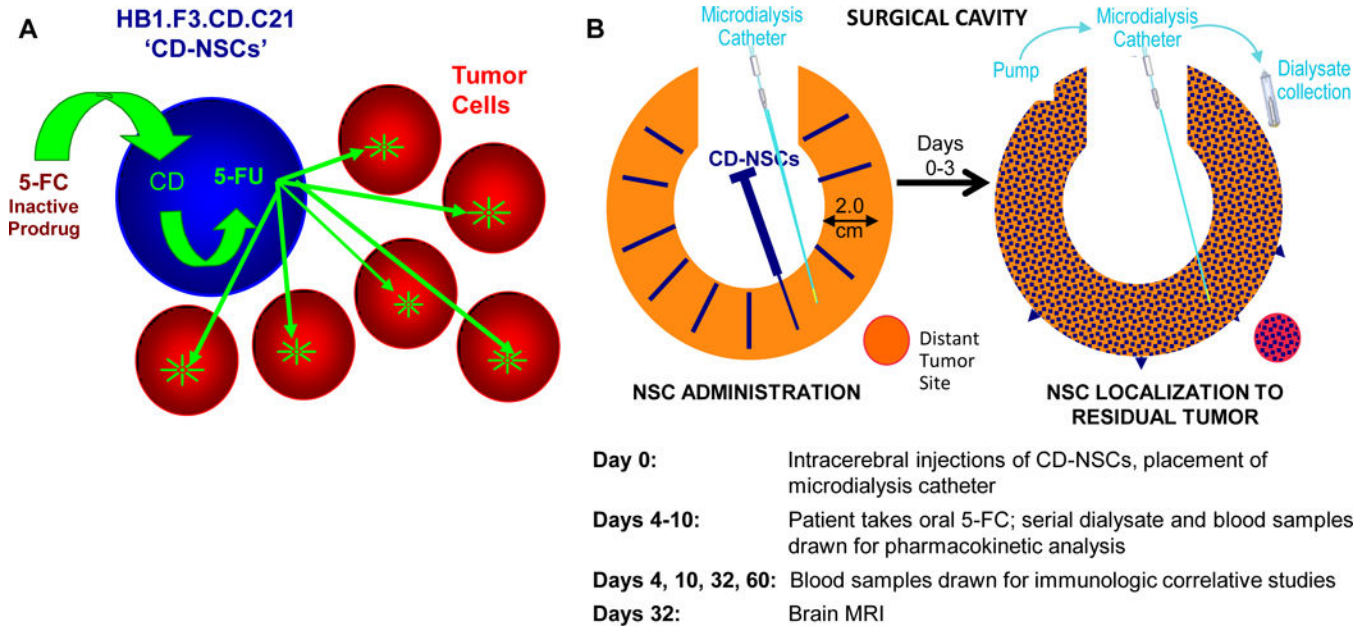 A
HB1.F3.CD.C21
'CD-NSCs'
Tumor
Cells
5-FC
Inactive
Prodrug
CD
5-FU
B
SURGICAL CAVITY
Microdialysis
Catheter
CD-NSCs
2.0
cm
Distant
Tumor
Site
NSC ADMINISTRATION
Days
0-3
Pump
Microdialysis
Catheter
Dialysate
collection
NSC LOCALIZATION TO
RESIDUAL TUMOR
Day 0: Intracerebral injections of CD-NSCs, placement of
microdialysis catheter
Days 4-10: Patient takes oral 5-FC; serial dialysate and blood samples
drawn for pharmacokinetic analysis
Days 4, 10, 32, 60: Blood samples drawn for immunologic correlative studies
Days 32: Brain MRI